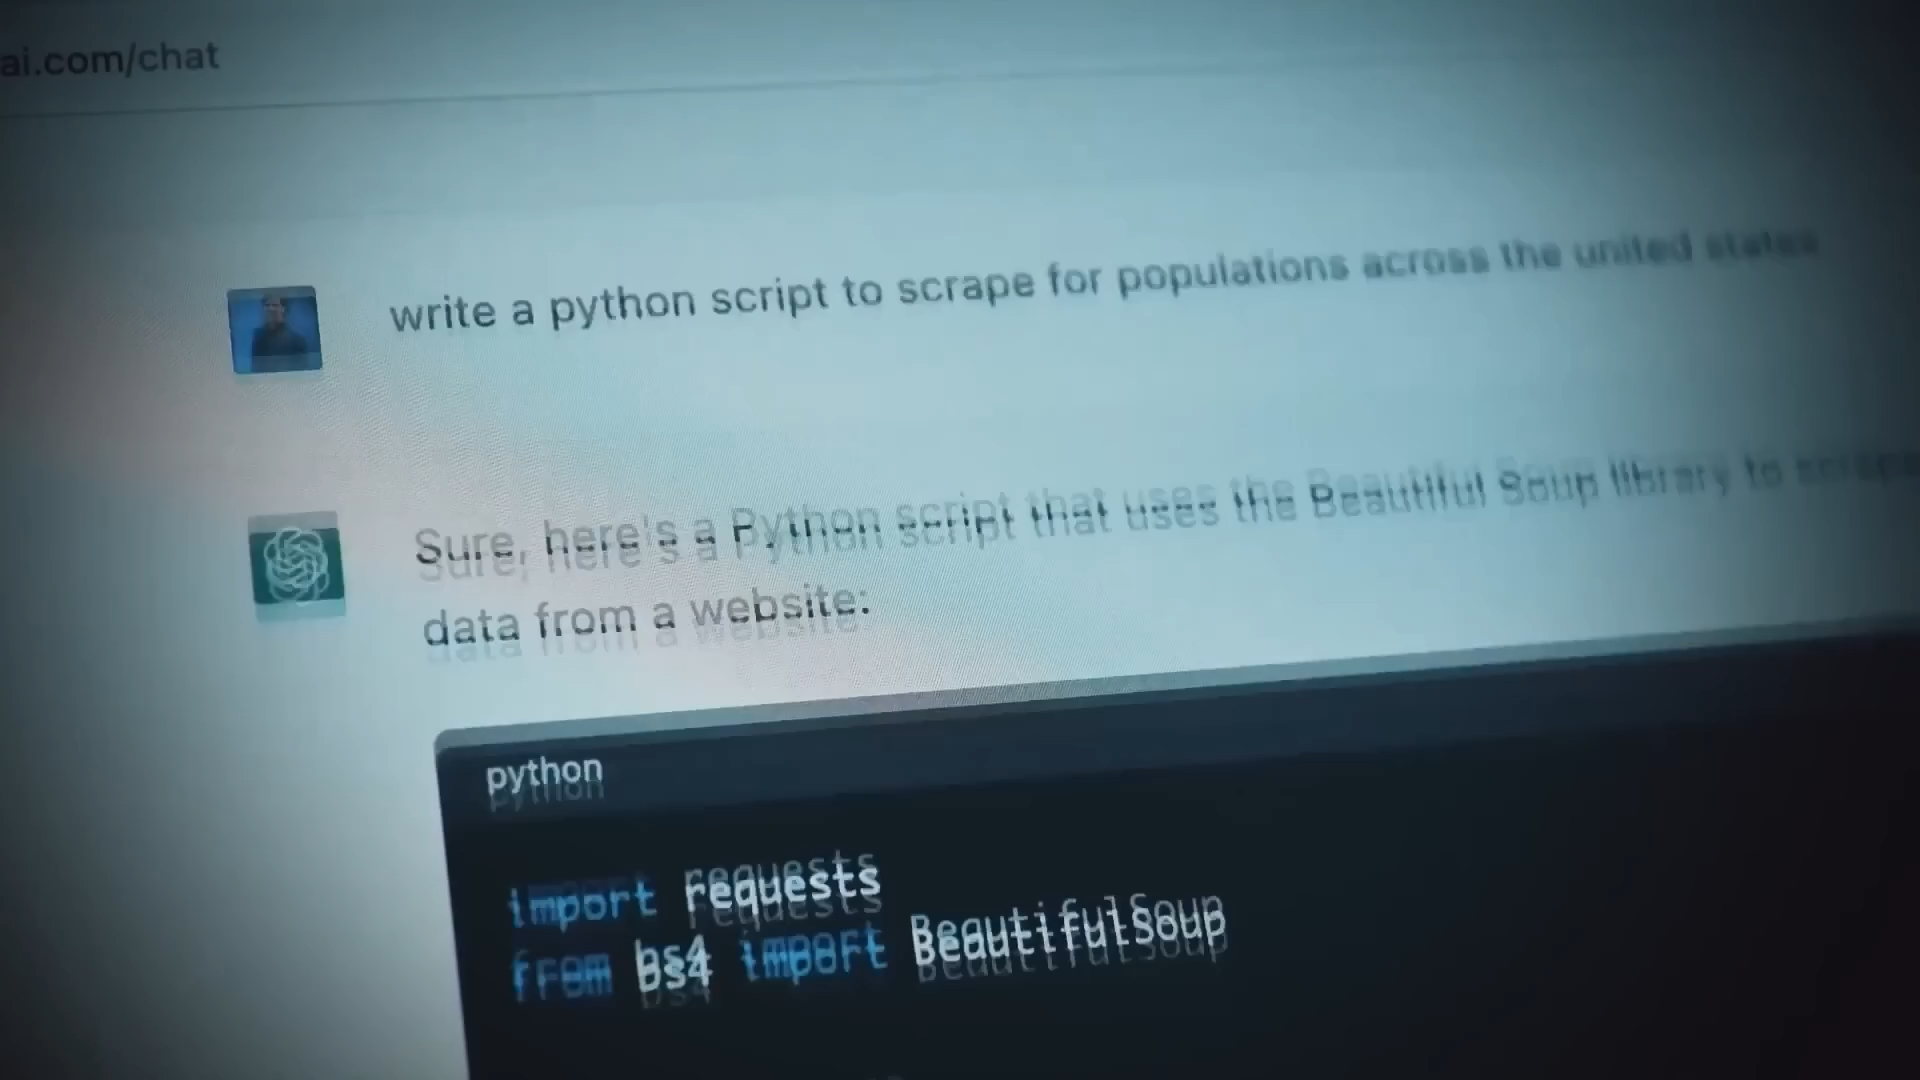 ai.com/chat
write a python script to scrape for populations across the united states
Sure, here's a Python script that uses the Beautiful Soup library to scrape
data from a website:
python
import requests
from bs4 import BeautifulSoup